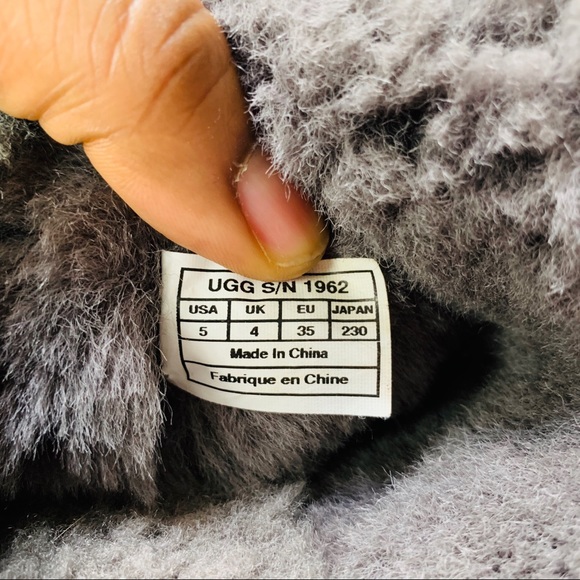 UGG S/N 1962
USA UK EU JAPAN
5 4 35 230
Made In China
Fabrique en Chine